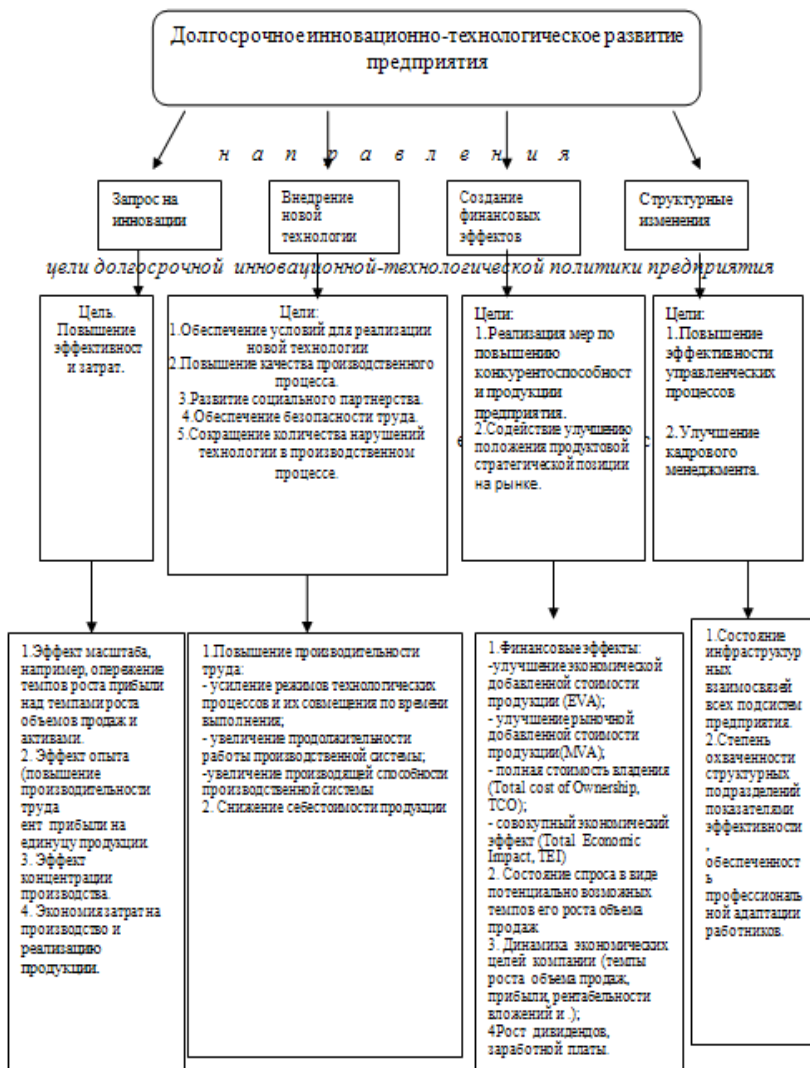 Долгосрочное инновационно-технологическое развитие
предприятия
направления
Запрос на
инновации
Внедрение
новой
технологии
Создание
финансовых
эффектов
Структурные
изменения
цели долгосрочной инновационной-технологической политики предприятия
Цель.
Повышение
эффективност
и затрат.
Цели:
1.Обеспечение условий для реализации
новой технологии
2.Повышение качества производственного
процесса.
3.Развитие социального партнерства.
4.Обеспечение безопасности труда.
5.Сокращение количества нарушений
технологии в производственном
процессе.
Цели:
1.Реализация мер по
повышению
конкурентоспособност
и продукции
предприятия.
2.Содействие улучшению
положения продуктовой
стратегической позиции
на рынке.
с
Цели:
1.Повышение
эффективности
управленческих
процессов
2.Улучшение
кадрового
менеджмента.
1.Эффект масштаба,
например, опережение
темпов роста прибыли
над темпами роста
объемов продаж и
активами.
2. Эффект опыта
(повышение
производительности
труда
ент прибыли на
единуцу продукции.
3. Эффект
концентрации
производства.
4. Экономия затрат на
производство и
реализацию
продукции.
1.Повышение производительности
труда:
- усиление режимов технологических
процессов и их совмещения по времени
выполнения;
- увеличение продолжительности
работы производственной системы;
-увеличение производящей способности
производственной системы
2. Снижение себестоимости продукции
1.Финансовые эффекты:
-улучшение экономической
добавленной стоимости
продукции (EVA);
- улучшение рыночной
добавленной стоимости
продукции(MVA);
- полная стоимость владения
(Total cost of Ownership,
TCO);
- совокупный экономический
эффект (Total Economic
Impact, TEI)
2. Состояние спроса в виде
потенциально возможных
темпов его роста объема
продаж
3. Динамика экономических
целей компании (темпы
роста объема продаж,
прибыли, рентабельности
вложений и .);
4Рост дивидендов,
заработной платы.
1.Состояние
инфраструктур
ных
взаимосвязей
всех подсистем
предприятия.
2.Степень
охваченности
структурных
подразделений
показателями
эффективности
,
обеспеченност
ь
профессиональ
ной адаптации
работников.